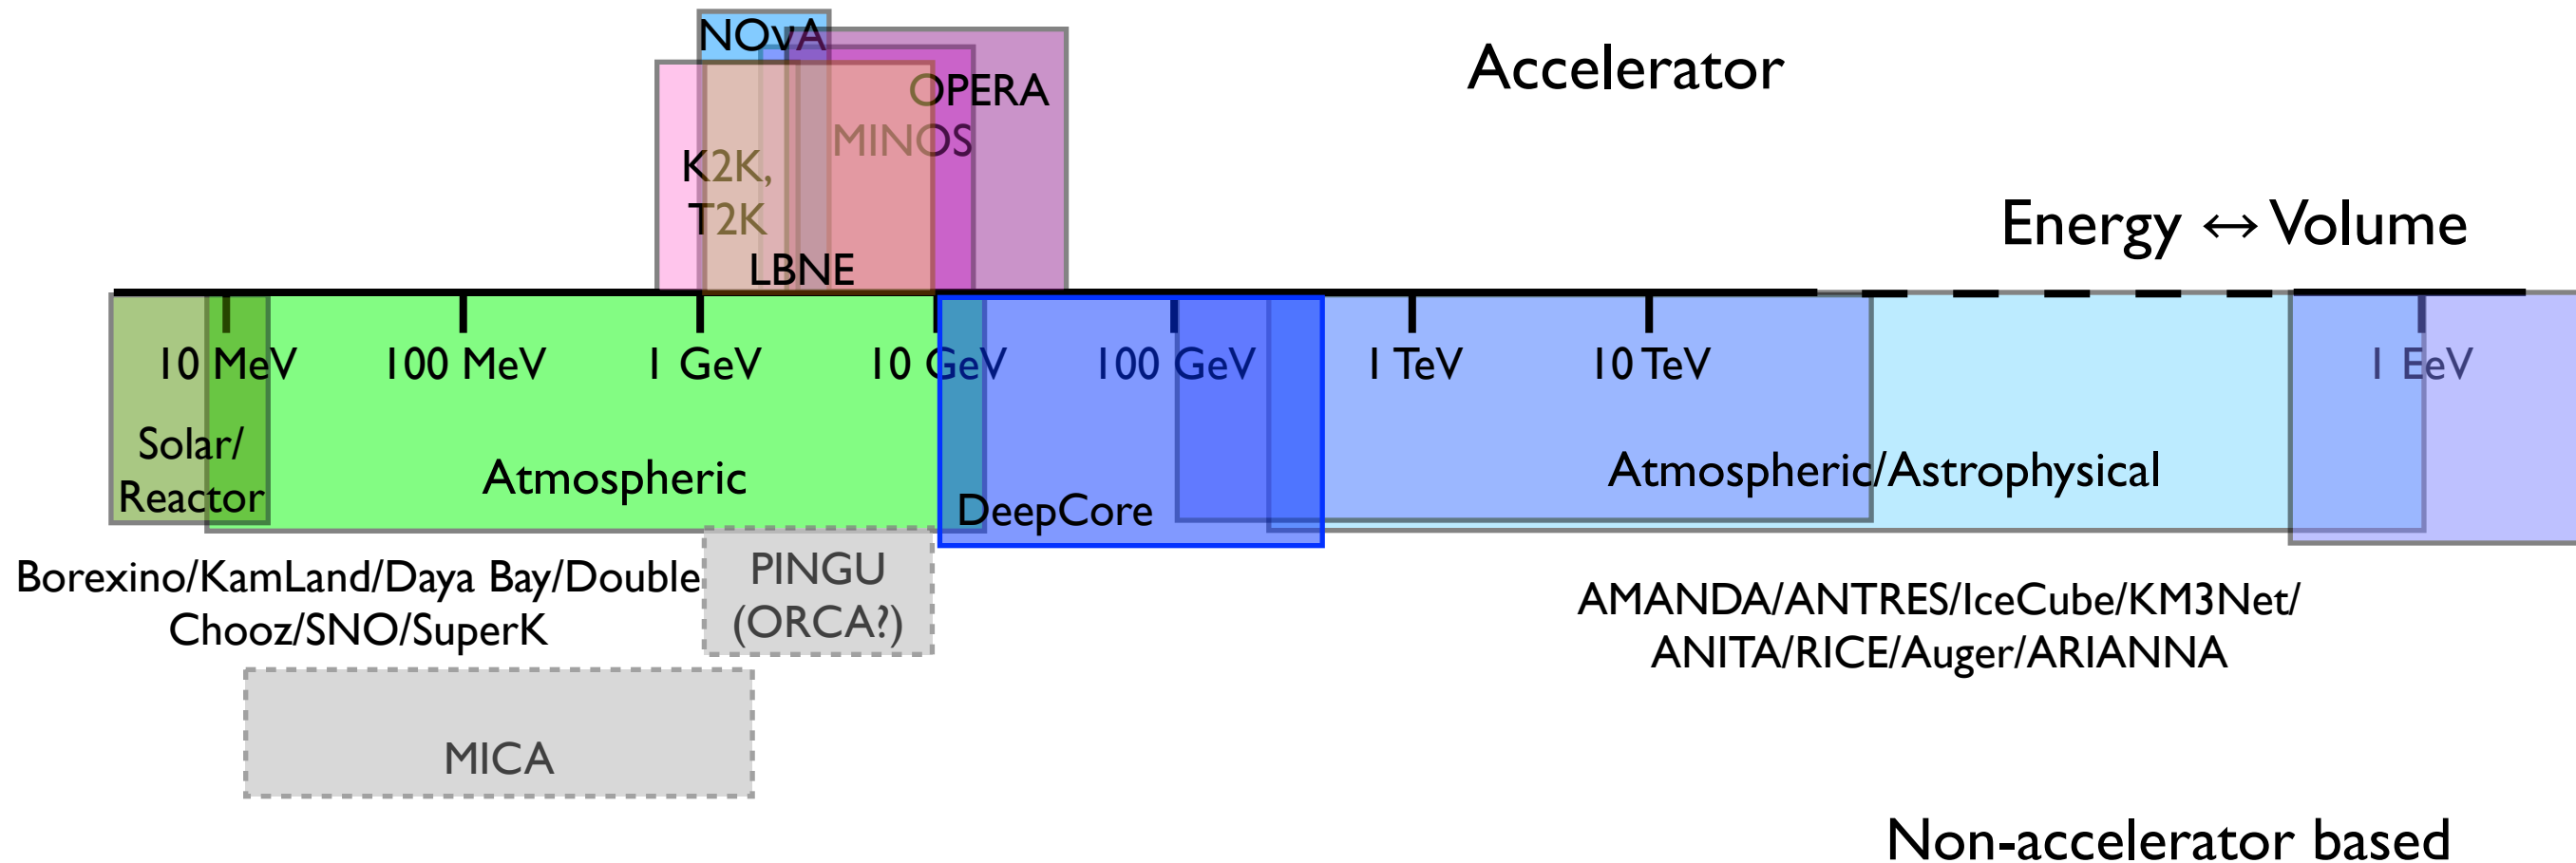 NOvA
Accelerator
OPERA
MINOS
K2K,
T2K
Energy ↔ Volume
LBNE
10 MeV
100 MeV
1 GeV
10 GeV
100 GeV
1 TeV
10 TeV
1 EeV
Solar/
Reactor
Atmospheric
DeepCore
Atmospheric/Astrophysical
Borexino/KamLand/Daya Bay/Double
Chooz/SNO/SuperK
PINGU
(ORCA?)
AMANDA/ANTRES/IceCube/KM3Net/
ANITA/RICE/Auger/ARIANNA
MICA
Non-accelerator based